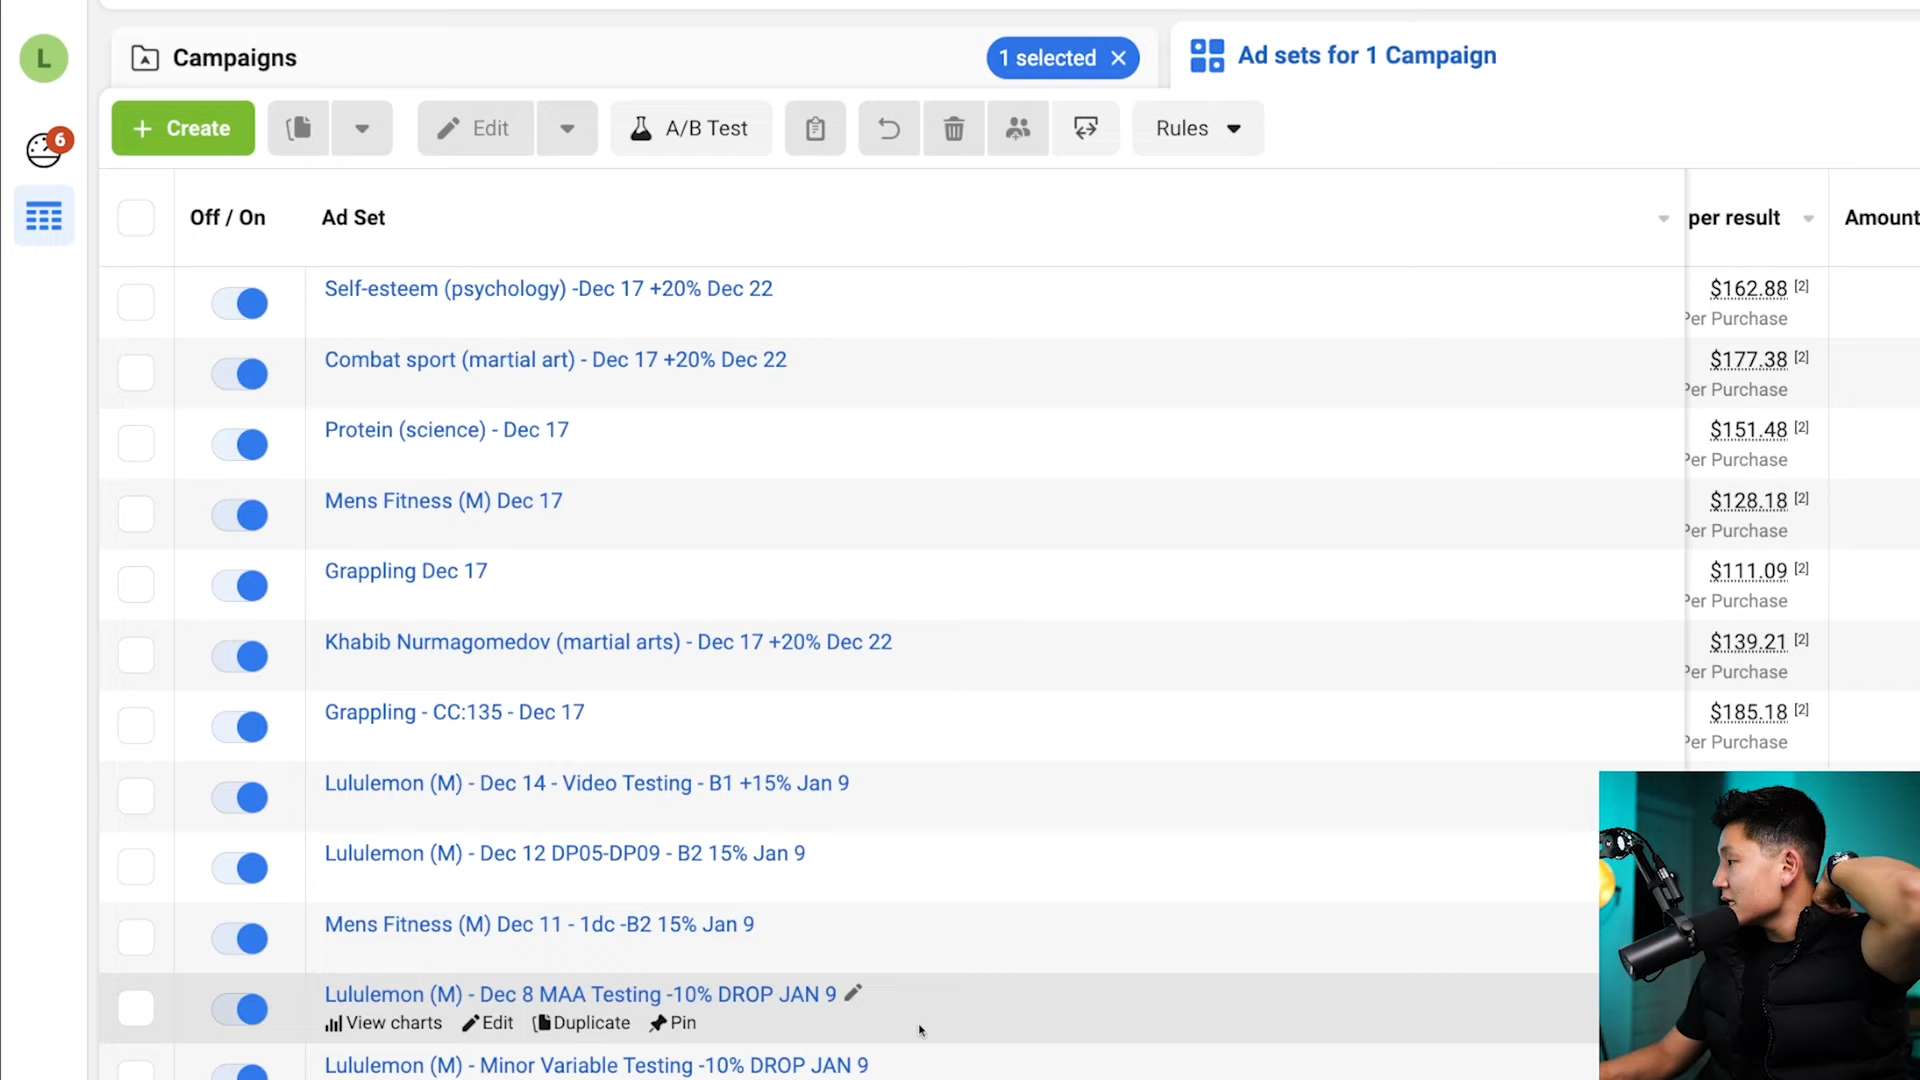 L
Campaigns
1 selected
Ad sets for 1 Campaign
6
Create
Edit
A/B Test
Rules
Off / On
Ad Set
per result
Amount
Self-esteem (psychology) -Dec 17 +20% Dec 22
$162.88 [2]
Per Purchase
Combat sport (martial art) - Dec 17 +20% Dec 22
$177.38 [2]
Per Purchase
Protein (science) - Dec 17
$151.48 [2]
Per Purchase
Mens Fitness (M) Dec 17
$128.18 [2]
Per Purchase
Grappling Dec 17
$111.09 [2]
Per Purchase
Khabib Nurmagomedov (martial arts) - Dec 17 +20% Dec 22
$139.21 [2]
Per Purchase
Grappling - CC:135 - Dec 17
$185.18 [2]
Per Purchase
Lululemon (M) - Dec 14 - Video Testing - B1 +15% Jan 9
Lululemon (M) - Dec 12 DP05-DP09 - B2 15% Jan 9
Mens Fitness (M) Dec 11 - 1dc -B2 15% Jan 9
Lululemon (M) - Dec 8 MAA Testing -10% DROP JAN 9
View charts Edit Duplicate Pin
Lululemon (M) - Minor Variable Testing -10% DROP JAN 9